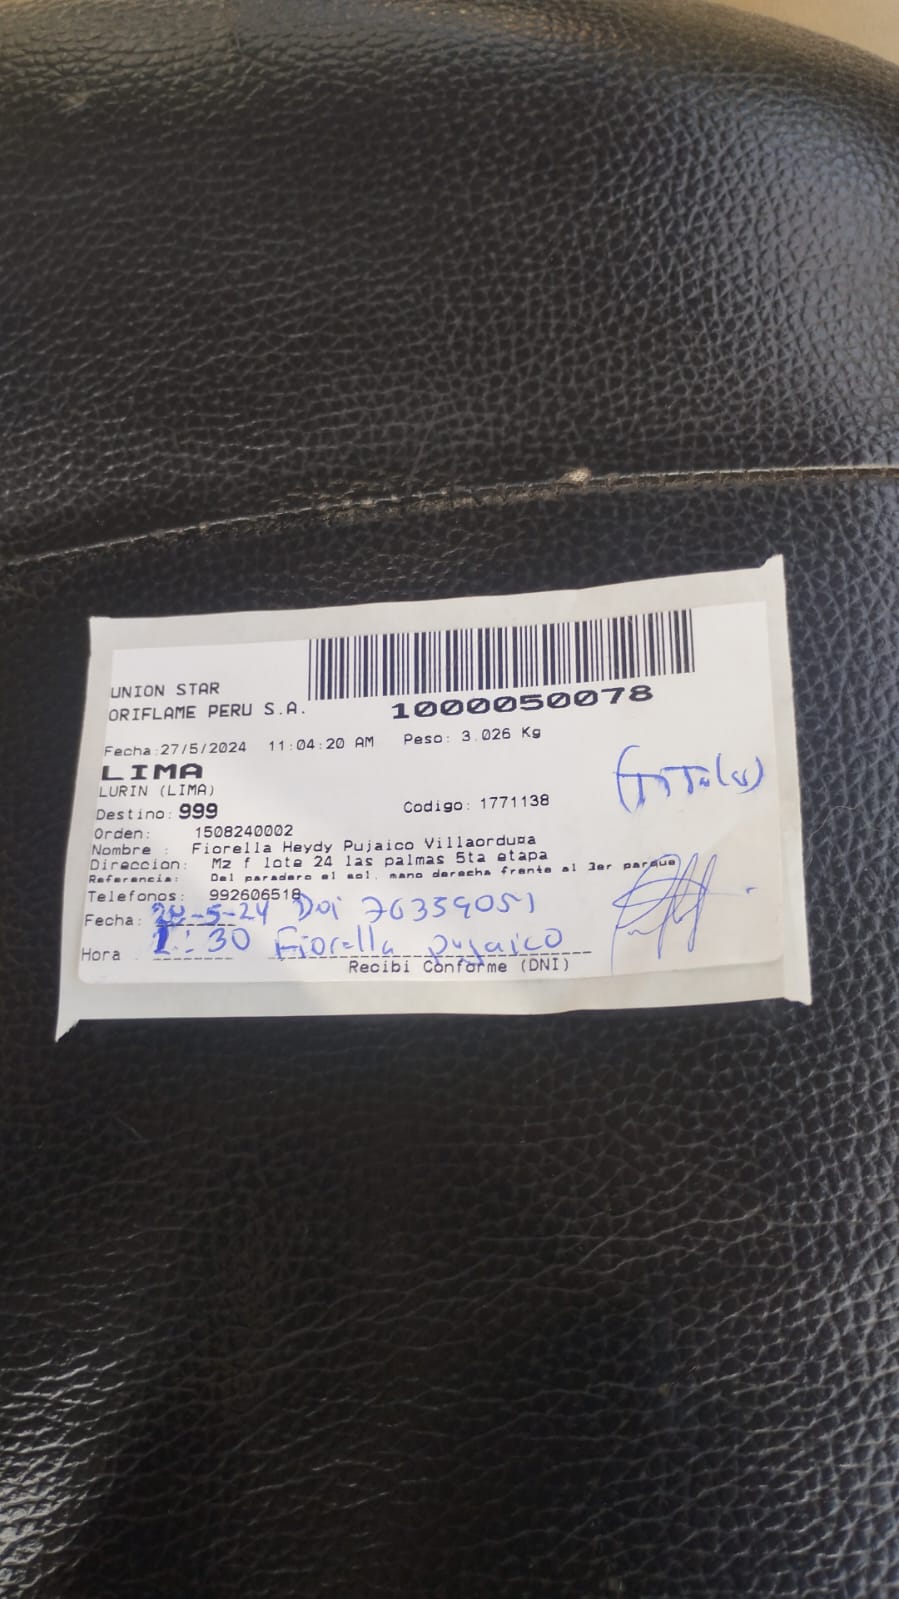 UNION STAR
ORIFLAME PERU S.A.
1000050078
Fecha:27/5/2024 11:04:20 AM Peso: 3.026 Kg
LIMA
LURIN (LIMA)
Destino: 999 Codigo: 1771138
Orden: 1508240002
Nombre : Fiorella Heydy Pujaico Villaorduña
Direccion: Mz f lote 24 las palmas 5ta etapa
Referencia: Del paradero el sol, mano derecha frente al 3er parque
Telefonos: 992606518
Fecha: 28-5-24 Dni 76359051
Hora 1:30 Fiorella pujaico
Recibi Conforme (DNI)